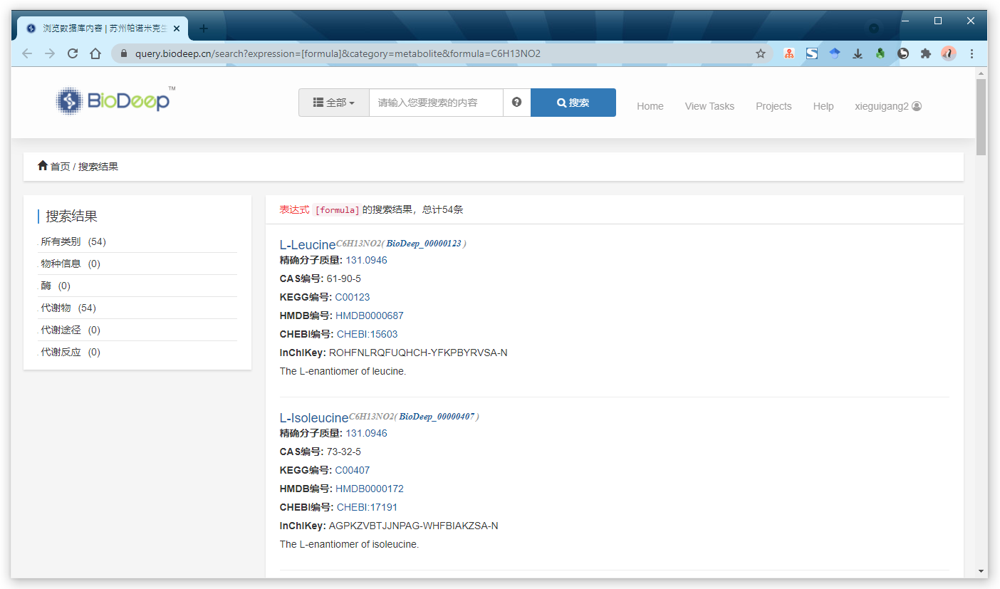 浏览数据库内容 | 苏州帕诺米克生
query.biodeep.cn/search?expression=[formula]&category=metabolite&formula=C6H13NO2
BioDeep™
全部
请输入您要搜索的内容
搜索
Home
View Tasks
Projects
Help
xieguigang2
首页 / 搜索结果
搜索结果
所有类别 (54)
物种信息 (0)
酶 (0)
代谢物 (54)
代谢途径 (0)
代谢反应 (0)
表达式 [formula] 的搜索结果，总计54条
L-Leucine C6H13NO2( BioDeep_00000123 )
精确分子质量: 131.0946
CAS编号: 61-90-5
KEGG编号: C00123
HMDB编号: HMDB0000687
CHEBI编号: CHEBI:15603
InChIKey: ROHFNLRQFUQHCH-YFKPBYRVSA-N
The L-enantiomer of leucine.
L-Isoleucine C6H13NO2( BioDeep_00000407 )
精确分子质量: 131.0946
CAS编号: 73-32-5
KEGG编号: C00407
HMDB编号: HMDB0000172
CHEBI编号: CHEBI:17191
InChIKey: AGPKZVBTJJNPAG-WHFBIAKZSA-N
The L-enantiomer of isoleucine.